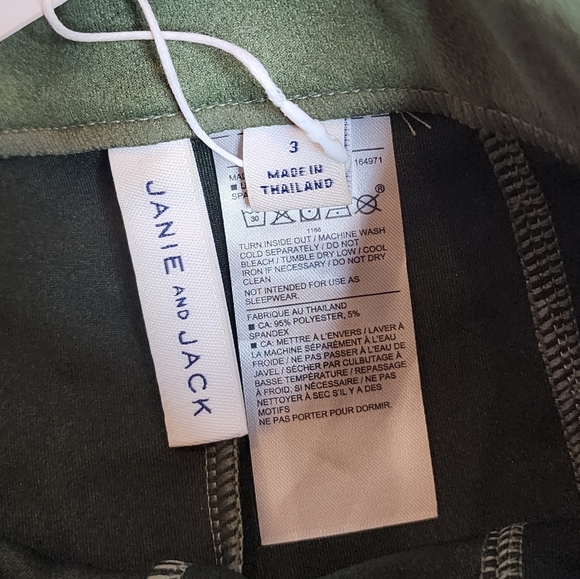 JANIE AND JACK
3
MADE IN
THAILAND
164971
30
1166
TURN INSIDE OUT / MACHINE WASH
COLD SEPARATELY / DO NOT
BLEACH / TUMBLE DRY LOW / COOL
IRON IF NECESSARY / DO NOT DRY
CLEAN
NOT INTENDED FOR USE AS
SLEEPWEAR.
FABRIQUE AU THAILAND
CA: 95% POLYESTER, 5%
SPANDEX
CA: METTRE À L'ENVERS / LAVER À
LA MACHINE SÉPARÉMENT À L'EAU
FROIDE / NE PAS PASSER À L'EAU DE
JAVEL / SÉCHER PAR CULBUTAGE À
BASSE TEMPÉRATURE / REPASSAGE
À FROID, SI NÉCESSAIRE / NE PAS
NETTOYER À SEC S'IL Y A DES
MOTIFS
NE PAS PORTER POUR DORMIR.